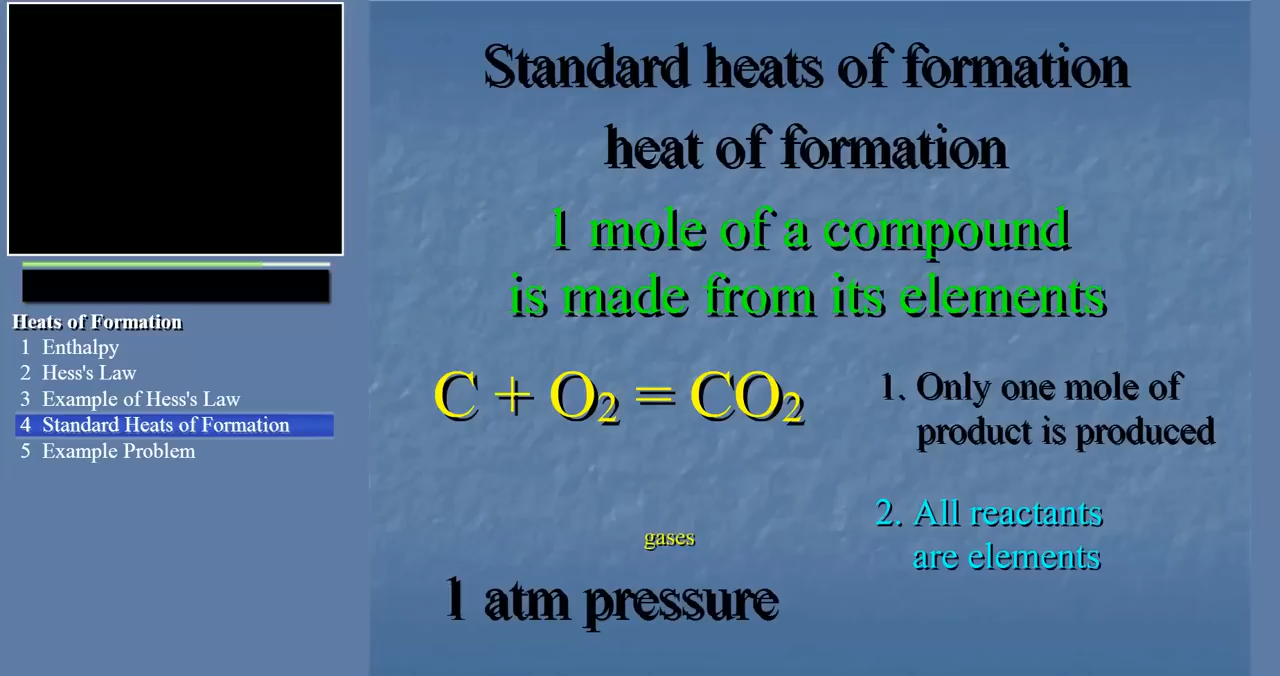 Heats of Formation
1 Enthalpy
2 Hess's Law
3 Example of Hess's Law
4 Standard Heats of Formation
5 Example Problem
Standard heats of formation
heat of formation
1 mole of a compound
is made from its elements
C + O₂ = CO₂
1. Only one mole of
product is produced
2. All reactants
are elements
gases
1 atm pressure